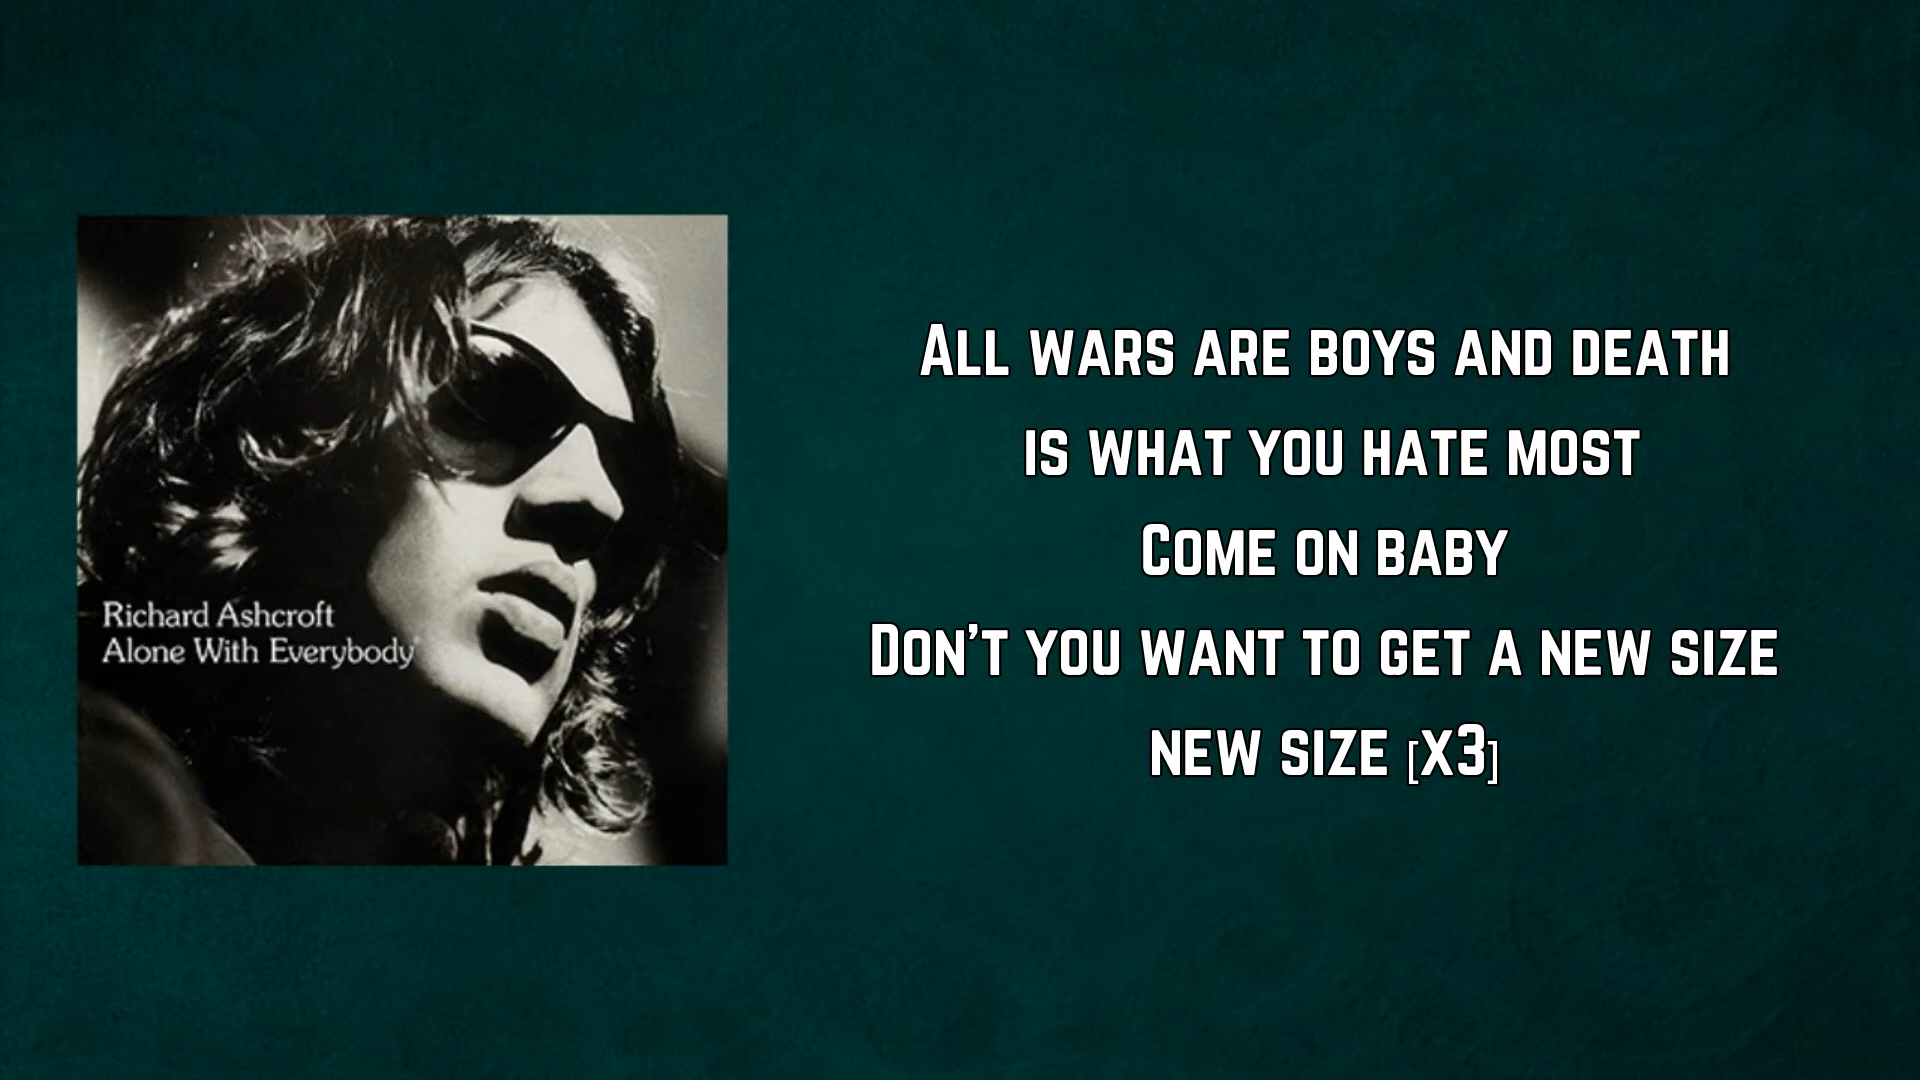 Richard Ashcroft
Alone With Everybody
All wars are boys and death
is what you hate most
Come on baby
Don't you want to get a new size
new size [x3]